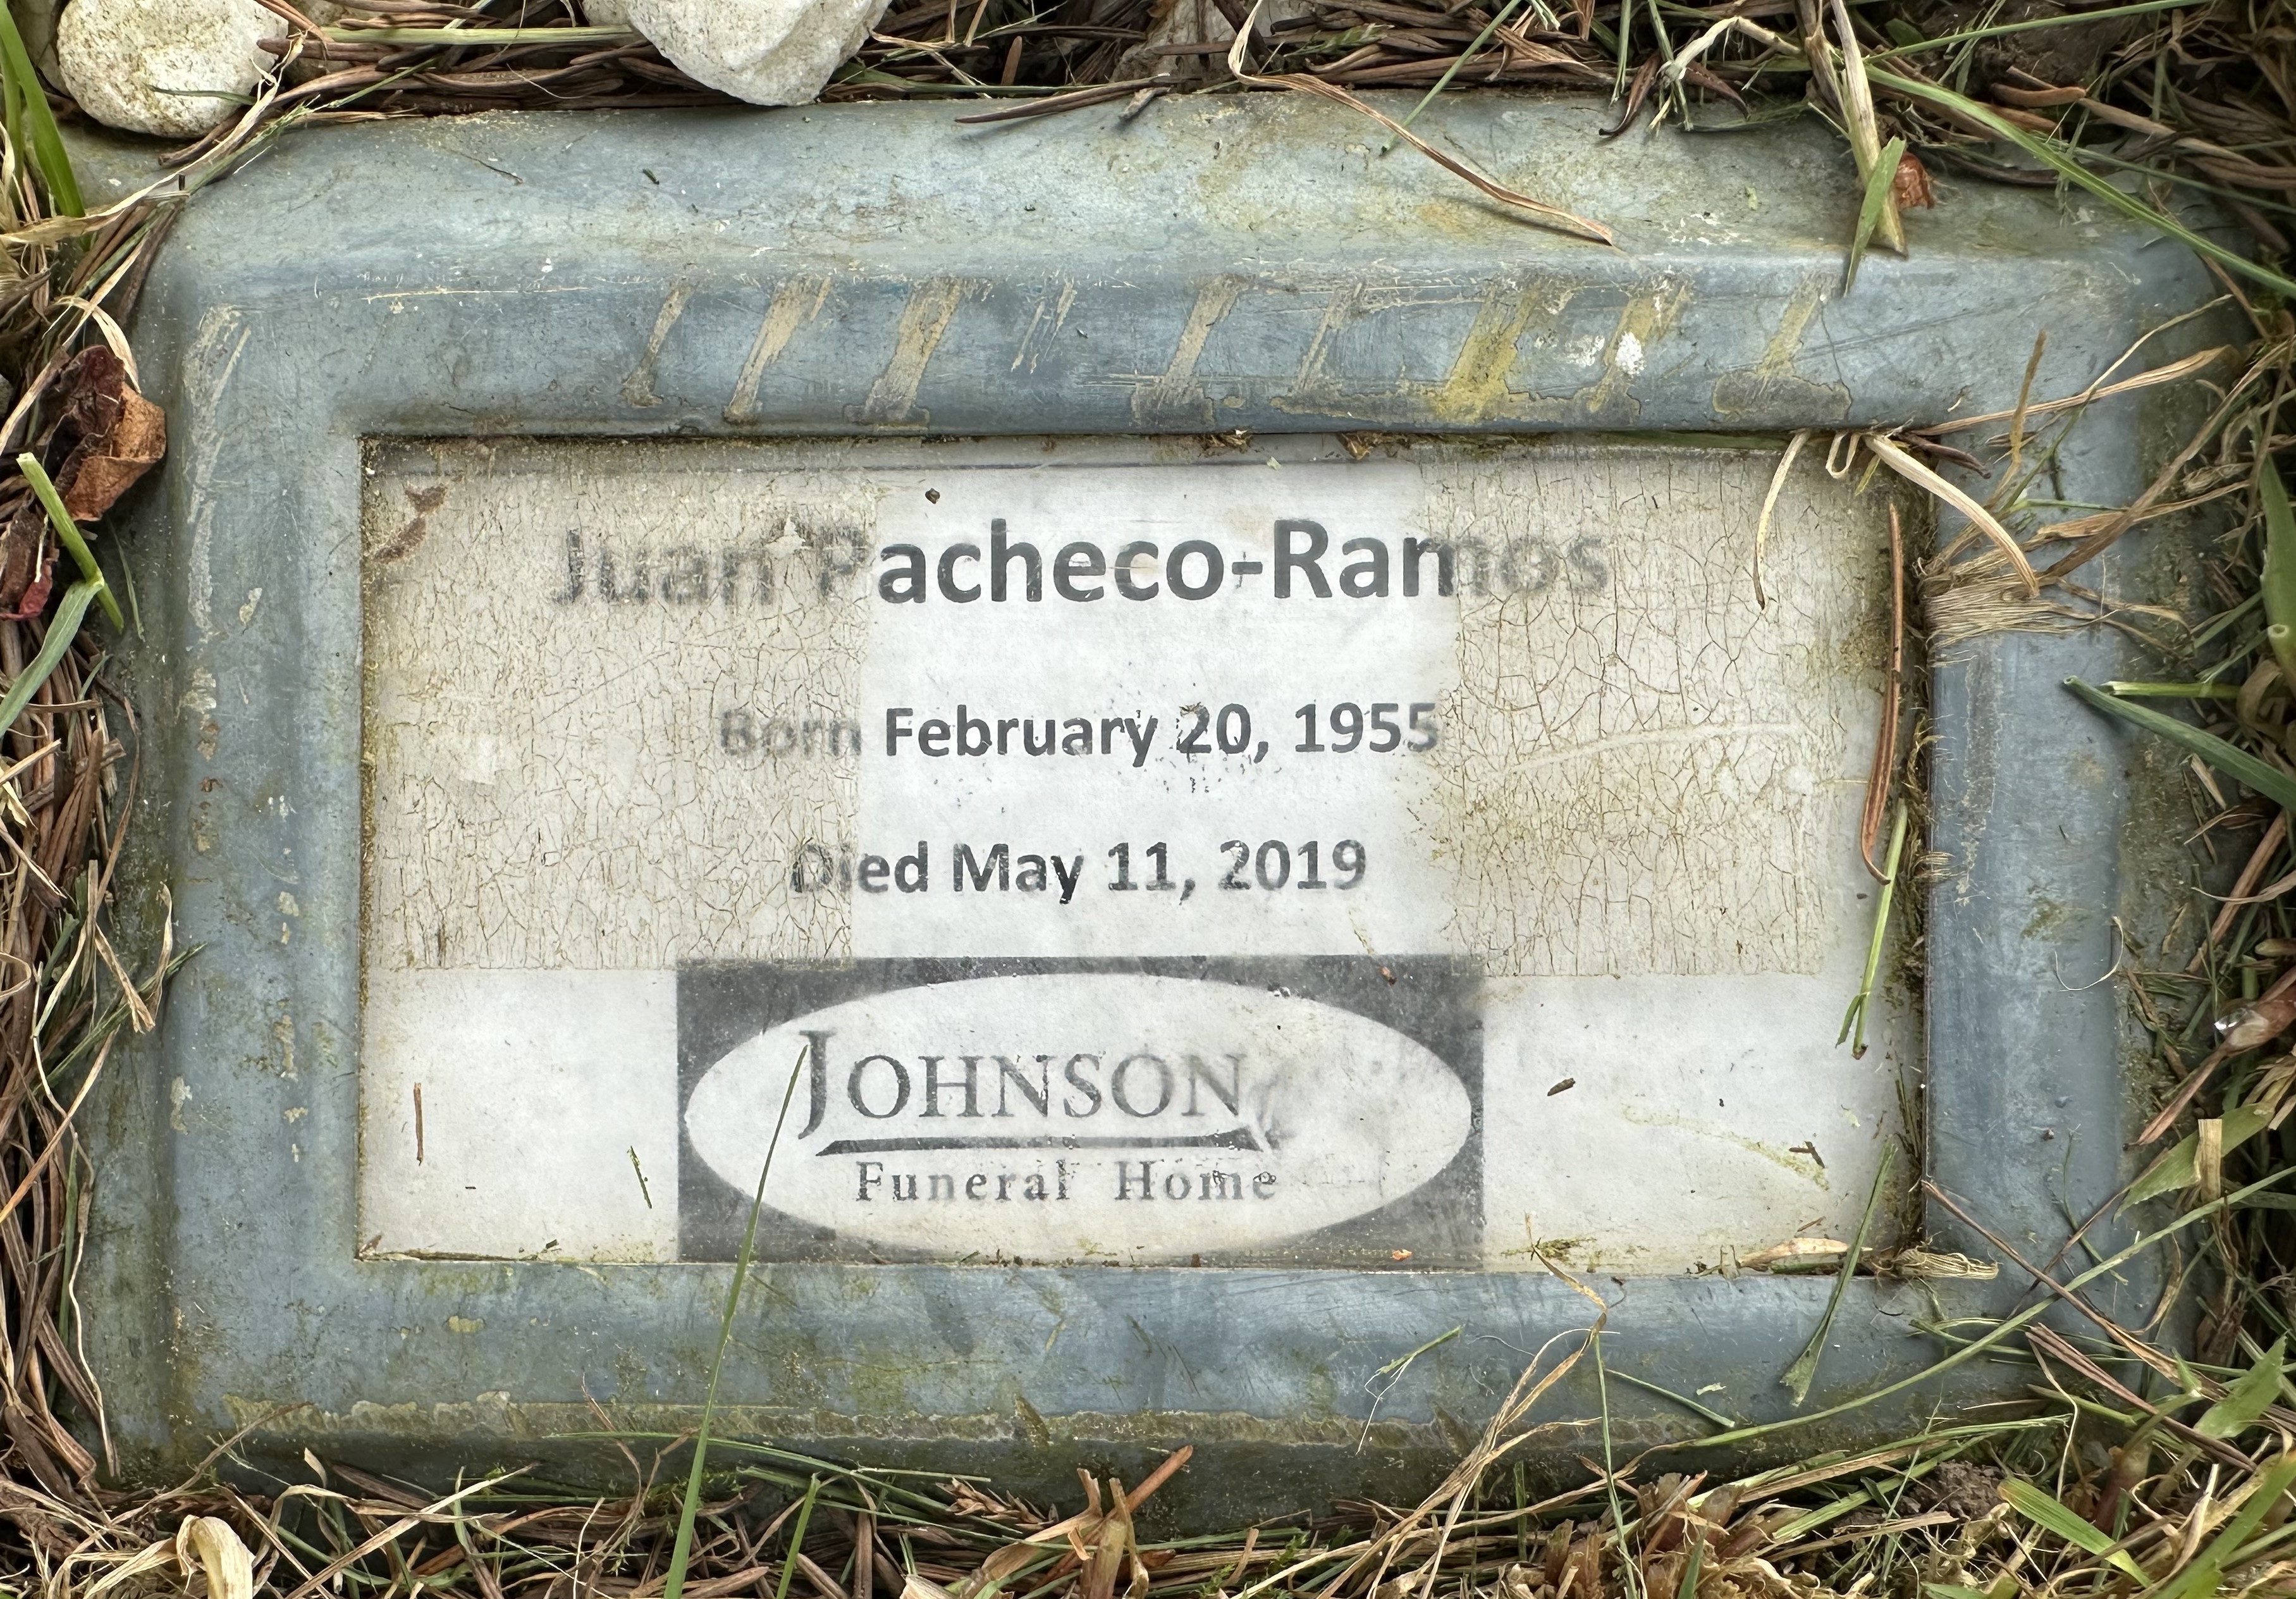 Juan Pacheco-Ramos
Born February 20, 1955
Died May 11, 2019
JOHNSON
Funeral Home